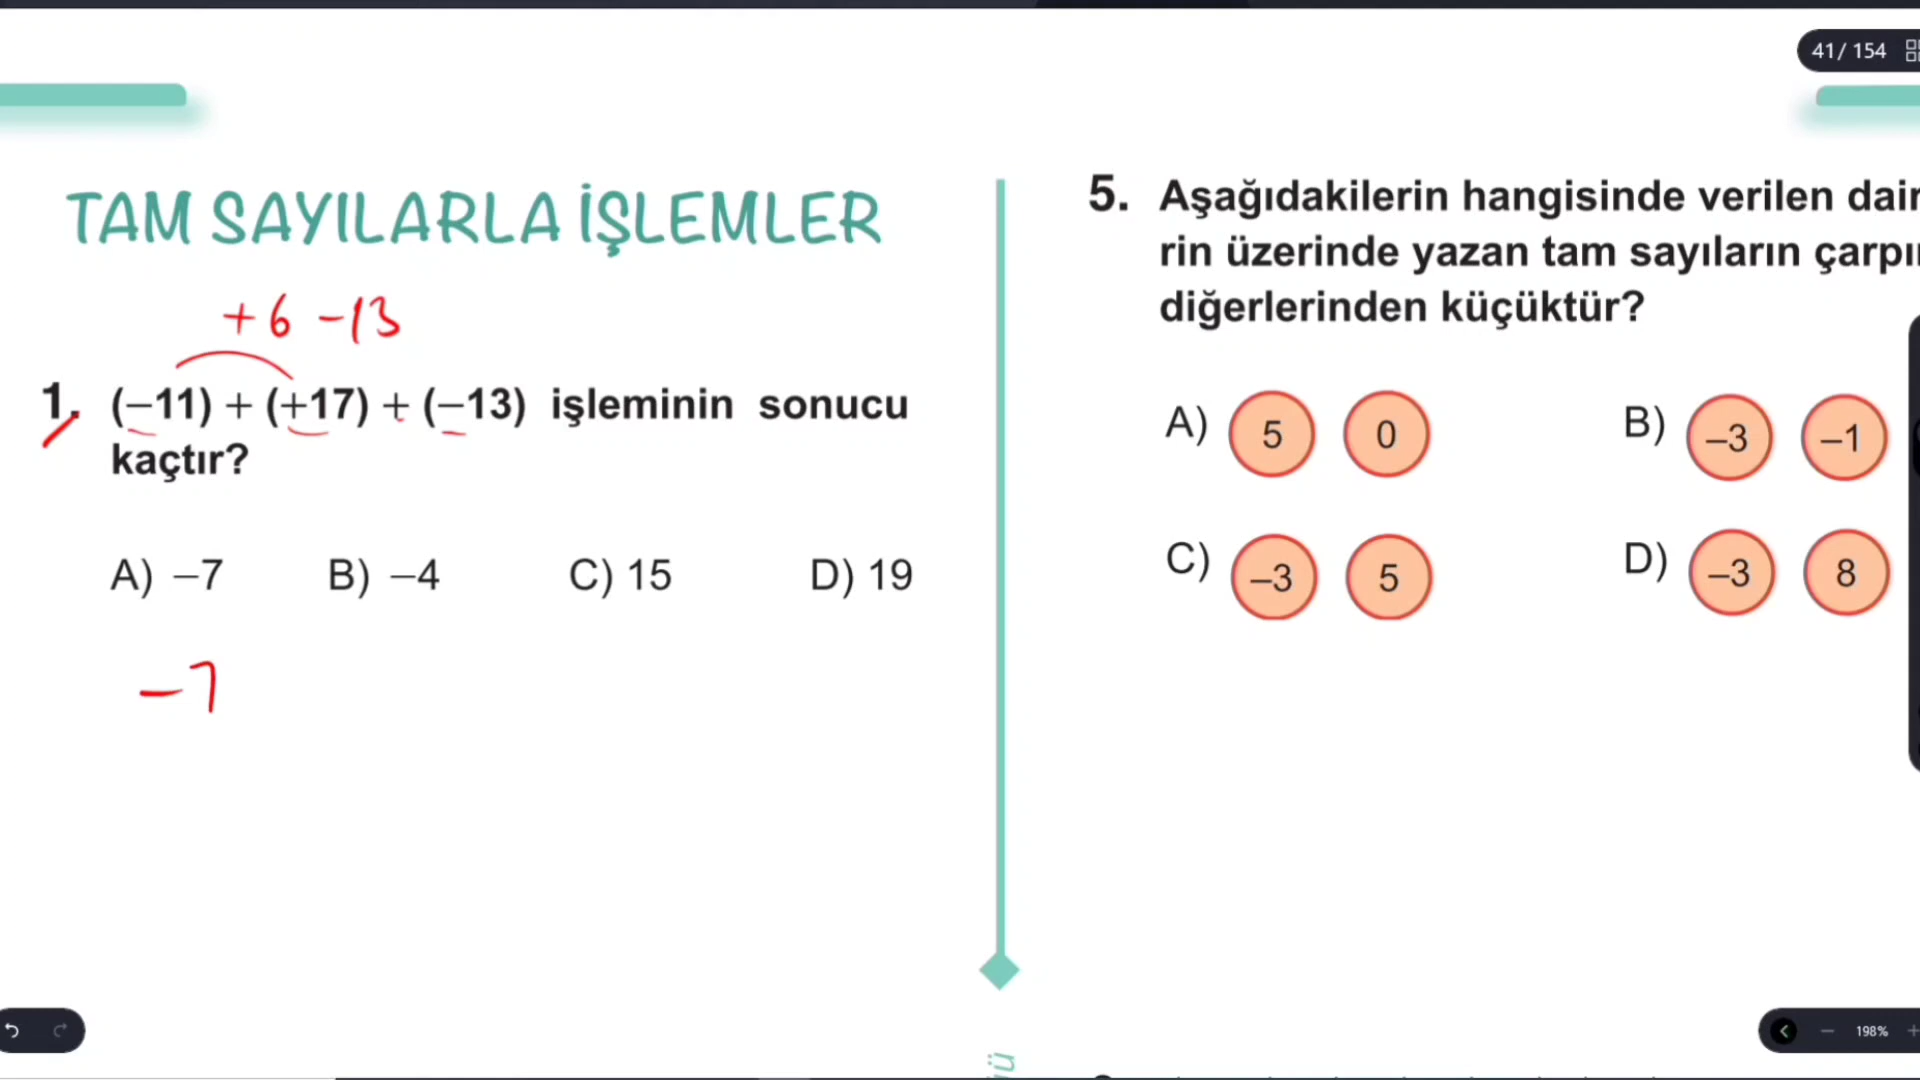 41/ 154
TAM SAYILARLA İŞLEMLER
+6 -13
1. (–11) + (+17) + (–13) işleminin sonucu
kaçtır?
A) –7 B) –4 C) 15 D) 19
-7
5. Aşağıdakilerin hangisinde verilen
rin üzerinde yazan tam sayıların
diğerlerinden küçüktür?
A) 5 0 B) –3 –1
C) –3 5 D) –3 8
198%